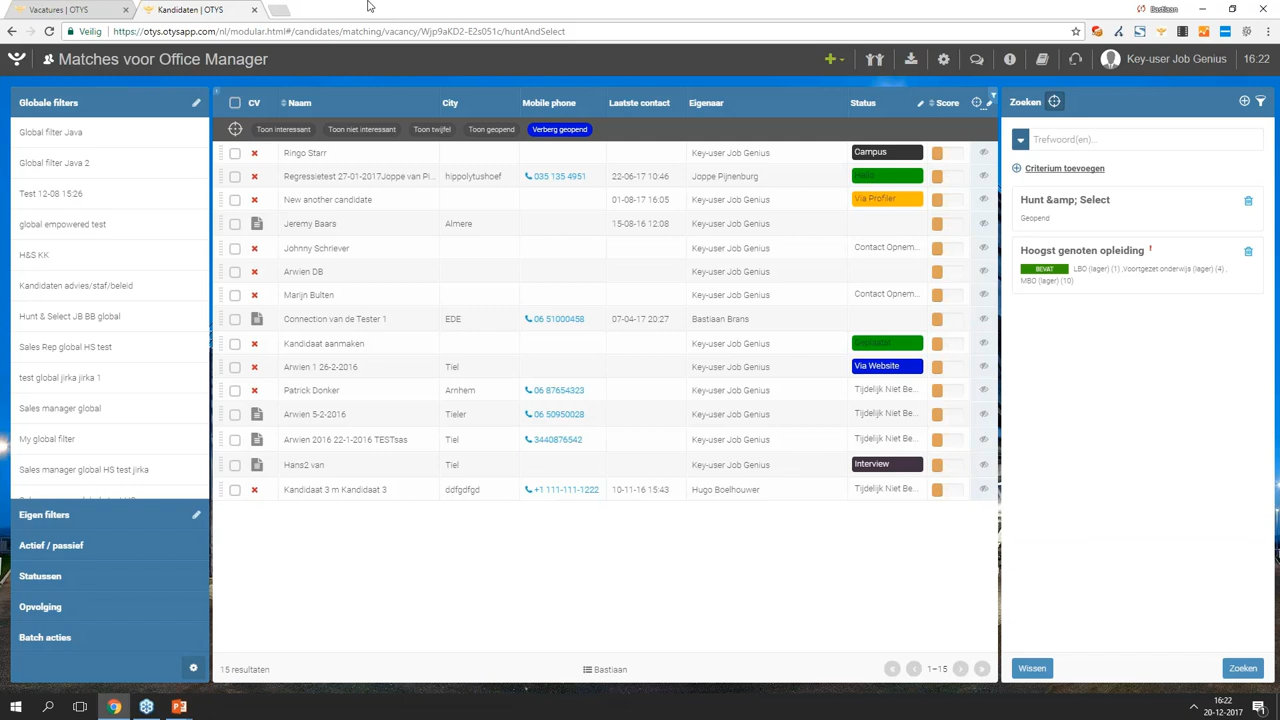 Vacatures | OTYS
Kandidaten | OTYS
Bastiaan
Veilig
https://otys.otysapp.com/nl/modular.html#/candidates/matching/vacancy/Wjp9aKD2-E2s051c/huntAndSelect
Matches voor Office Manager
Key-user Job Genius
16:22
Globale filters
Global filter Java
Global filter Java 2
Test 12-08 15:26
global empowered test
H&S KK
Kandidaten advies/staf/beleid
Hunt & Select JB BB global
Sales Rep global HS test
test global jirka jirka 1
Sales manager global
My global filter
Sales manager global HS test jirka
Eigen filters
Actief / passief
Statussen
Opvolging
Batch acties
CV Naam City Mobile phone Laatste contact Eigenaar Status Score
Toon interessant Toon niet interessant Toon twijfel Toon geopend Verberg geopend
Ringo Starr Key-user Job Genius Campus
Regressietest 27-01-2017Joppe van Pi... hippolytushoef 035 135 4951 22-06-17 10:46 Joppe Pijnenburg Hallo
New another candidate 01-08-17 16:05 Key-user Job Genius Via Profiler
Jeremy Baars Almere 15-08-16 12:08 Key-user Job Genius
Johnny Schriever Key-user Job Genius Contact Opnem...
Arwien DB Key-user Job Genius
Marijn Bulten Key-user Job Genius Contact Opnem...
Connection van de Tester 1 EDE 06 51000458 07-04-17 20:27 Bastiaan Brans
Kandidaat aanmaken Key-user Job Genius Geplaatst
Arwien 1 26-2-2016 Tiel Key-user Job Genius Via Website
Patrick Donker Arnhem 06 87654323 Key-user Job Genius Tijdelijk Niet Be...
Arwien 5-2-2016 Tieler 06 50950028 Key-user Job Genius Tijdelijk Niet Be...
Arwien 2016 22-1-2016 TESTsas Tiel 3440876542 Key-user Job Genius Tijdelijk Niet Be...
Hans2 van Tiel Key-user Job Genius Interview
Kandidaat 3 m Kandidaat 3 ddfgdfgd +1 111-111-1222 10-11-16 15:43 Hugo Boelhouwer Tijdelijk Niet Be...
15 resultaten
Bastiaan
1–15
Zoeken
Trefwoord(en)...
Criterium toevoegen
Hunt &amp; Select
Geopend
Hoogst genoten opleiding !
BEVAT LBO (lager) (1) ,Voortgezet onderwijs (lager) (4) ,
MBO (lager) (10)
Wissen
Zoeken
16:22
20-12-2017
1